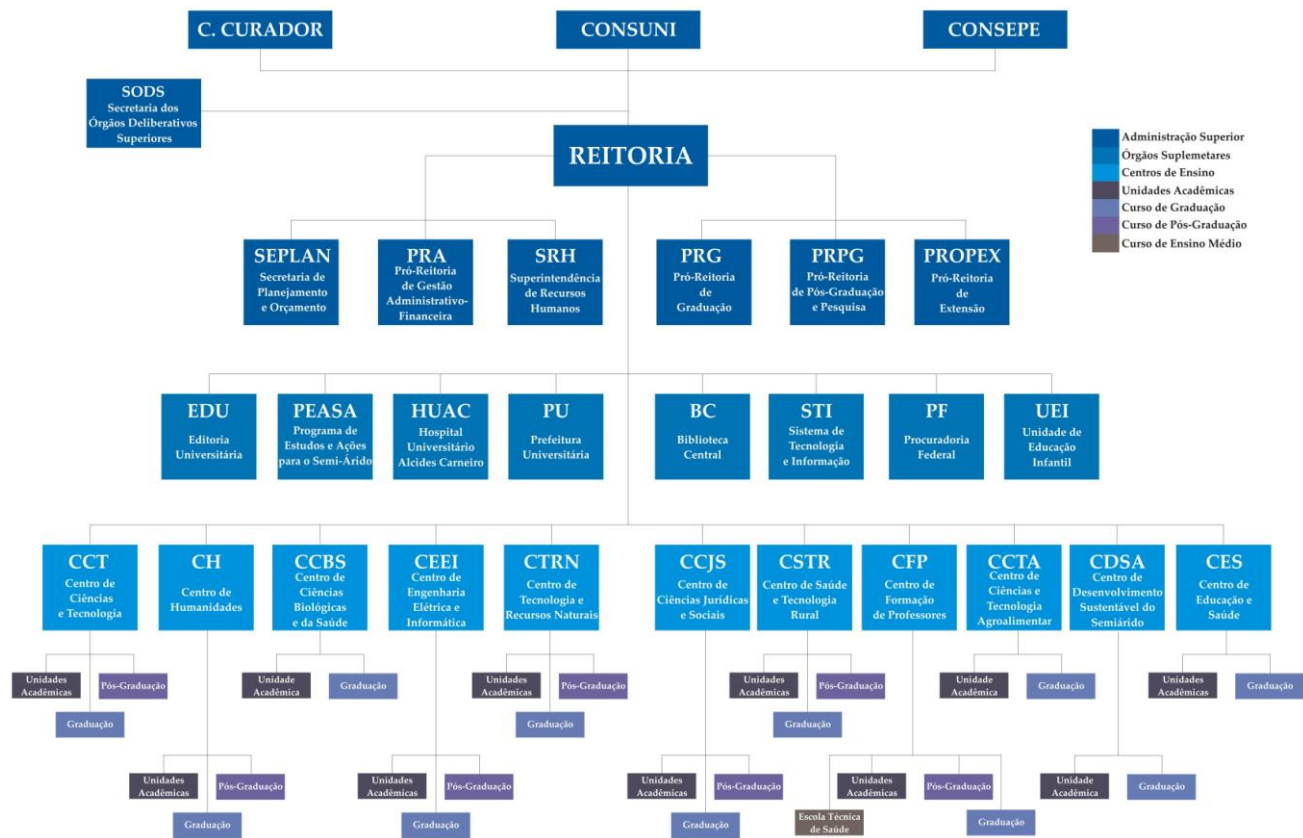 C. CURADOR
CONSUNI
CONSEPE
SODS
Secretaria dos
Órgãos Deliberativos
Superiores
REITORIA
Administração Superior
Órgãos Suplemetares
Centros de Ensino
Unidades Acadêmicas
Curso de Graduação
Curso de Pós-Graduação
Curso de Ensino Médio
SEPLAN
Secretaria de
Planejamento
e Orçamento
PRA
Pró-Reitoria
de Gestão
Administrativo-
Financeira
SRH
Superintendência
de Recursos
Humanos
PRG
Pró-Reitoria
de
Graduação
PRPG
Pró-Reitoria
de Pós-Graduação
e Pesquisa
PROPEX
Pró-Reitoria
de
Extensão
EDU
Editoria
Universitária
PEASA
Programa de
Estudos e Ações
para o Semi-Árido
HUAC
Hospital
Universitário
Alcides Carneiro
PU
Prefeitura
Universitária
BC
Biblioteca
Central
STI
Sistema de
Tecnologia
e Informação
PF
Procuradoria
Federal
UEI
Unidade de
Educação
Infantil
CCT
Centro de
Ciências
e Tecnologia
CH
Centro de
Humanidades
CCBS
Centro de
Ciências
Biológicas
e da Saúde
CEEI
Centro de
Engenharia
Elétrica e
Informática
CTRN
Centro de
Tecnologia e
Recursos Naturais
CCJS
Centro de
Ciências Jurídicas
e Sociais
CSTR
Centro de Saúde
e Tecnologia
Rural
CFP
Centro de
Formação
de Professores
CCTA
Centro de
Ciências e
Tecnologia
Agroalimentar
CDSA
Centro de
Desenvolvimento
Sustentável do
Semiárido
CES
Centro de
Educação e
Saúde
Unidades
Acadêmicas
Pós-Graduação
Graduação
Unidade
Acadêmica
Graduação
Unidades
Acadêmicas
Pós-Graduação
Graduação
Unidades
Acadêmicas
Pós-Graduação
Graduação
Unidade
Acadêmica
Graduação
Unidades
Acadêmicas
Graduação
Unidades
Acadêmicas
Pós-Graduação
Graduação
Unidades
Acadêmicas
Pós-Graduação
Graduação
Unidades
Acadêmicas
Pós-Graduação
Graduação
Escola Técnica
de Saúde
Unidades
Acadêmicas
Pós-Graduação
Graduação
Unidade
Acadêmica
Graduação